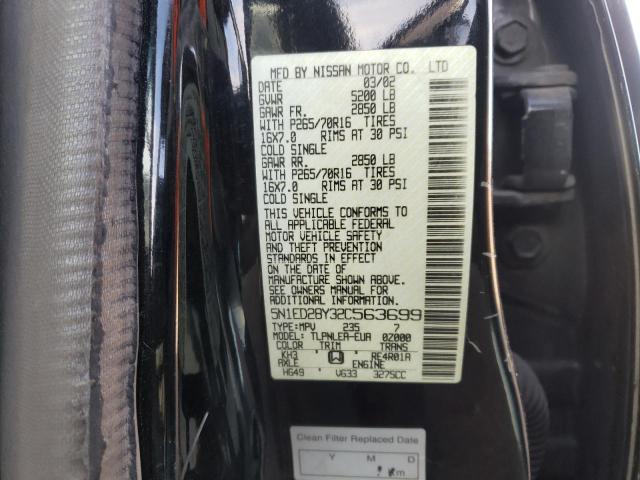 MFD BY NISSAN MOTOR CO. LTD
DATE 03/02
GVWR 5200 LB
GAWR FR. 2850 LB
WITH P265/70R16 TIRES
16X7.0 RIMS AT 30 PSI
COLD SINGLE
GAWR RR. 2850 LB
WITH P265/70R16 TIRES
16X7.0 RIMS AT 30 PSI
COLD SINGLE
THIS VEHICLE CONFORMS TO
ALL APPLICABLE FEDERAL
MOTOR VEHICLE SAFETY
AND THEFT PREVENTION
STANDARDS IN EFFECT
ON THE DATE OF
MANUFACTURE SHOWN ABOVE.
SEE OWNERS MANUAL FOR
ADDITIONAL INFORMATION
5N1ED28Y32C563699
TYPE:MPV 235 7
MODEL: TLPNLEA-EUA 0Z000
COLOR TRIM TRANS
KH3 W RE4R01A
AXLE ENGINE
HG49 VG33 3275CC
Clean Filter Replaced Date
Y M D
km